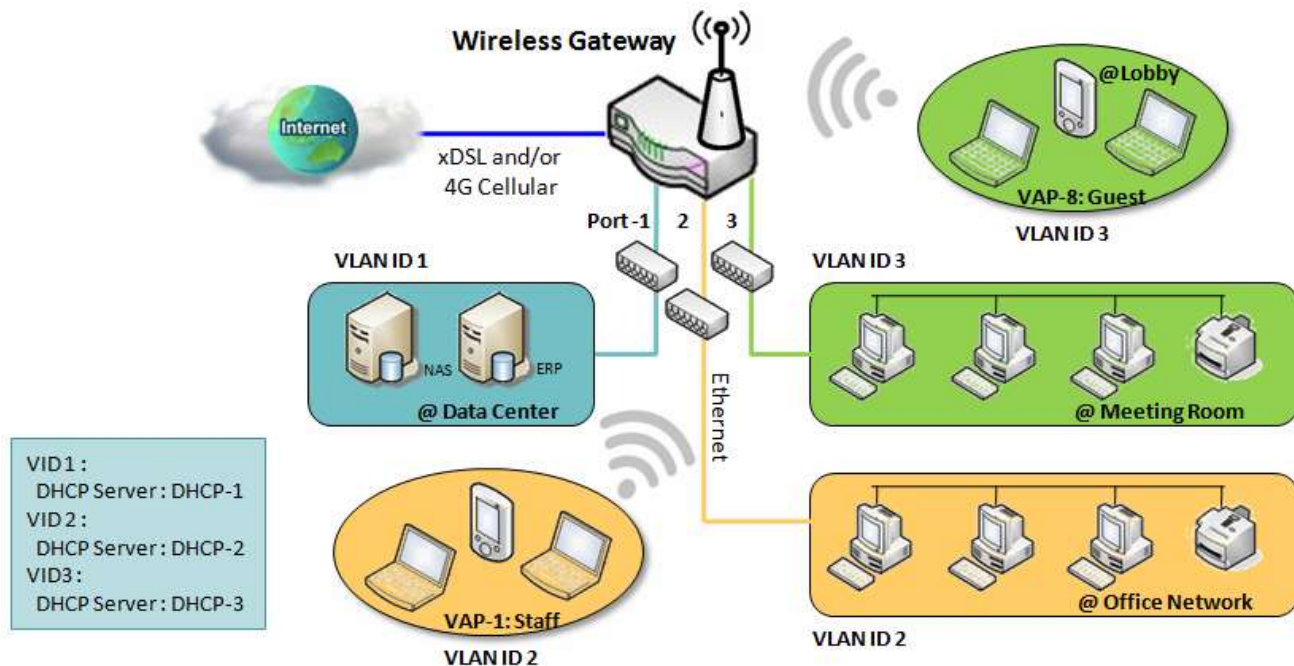 Wireless Gateway
Internet
xDSL and/or
4G Cellular
@Lobby
VAP-8: Guest
VLAN ID 3
Port -1 2 3
VLAN ID 1
NAS
ERP
@ Data Center
VLAN ID 3
@ Meeting Room
Ethernet
VID1 :
DHCP Server : DHCP-1
VID 2 :
DHCP Server : DHCP-2
VID3 :
DHCP Server : DHCP-3
VAP-1: Staff
VLAN ID 2
@ Office Network
VLAN ID 2